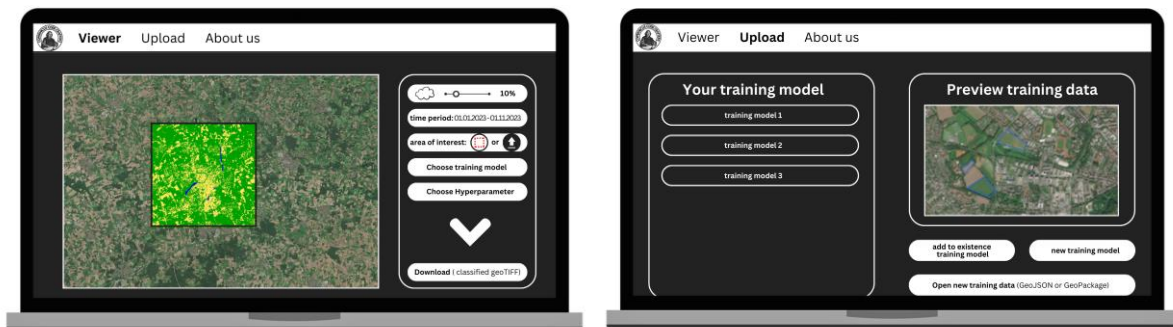 Viewer Upload About us
10%
time period: 01.01.2023 - 01.11.2023
area of interest: or
Choose training model
Choose Hyperparameter
Download ( classified geoTIFF)
Viewer Upload About us
Your training model
training model 1
training model 2
training model 3
Preview training data
add to existence
training model
new training model
Open new training data (GeoJSON or GeoPackage)